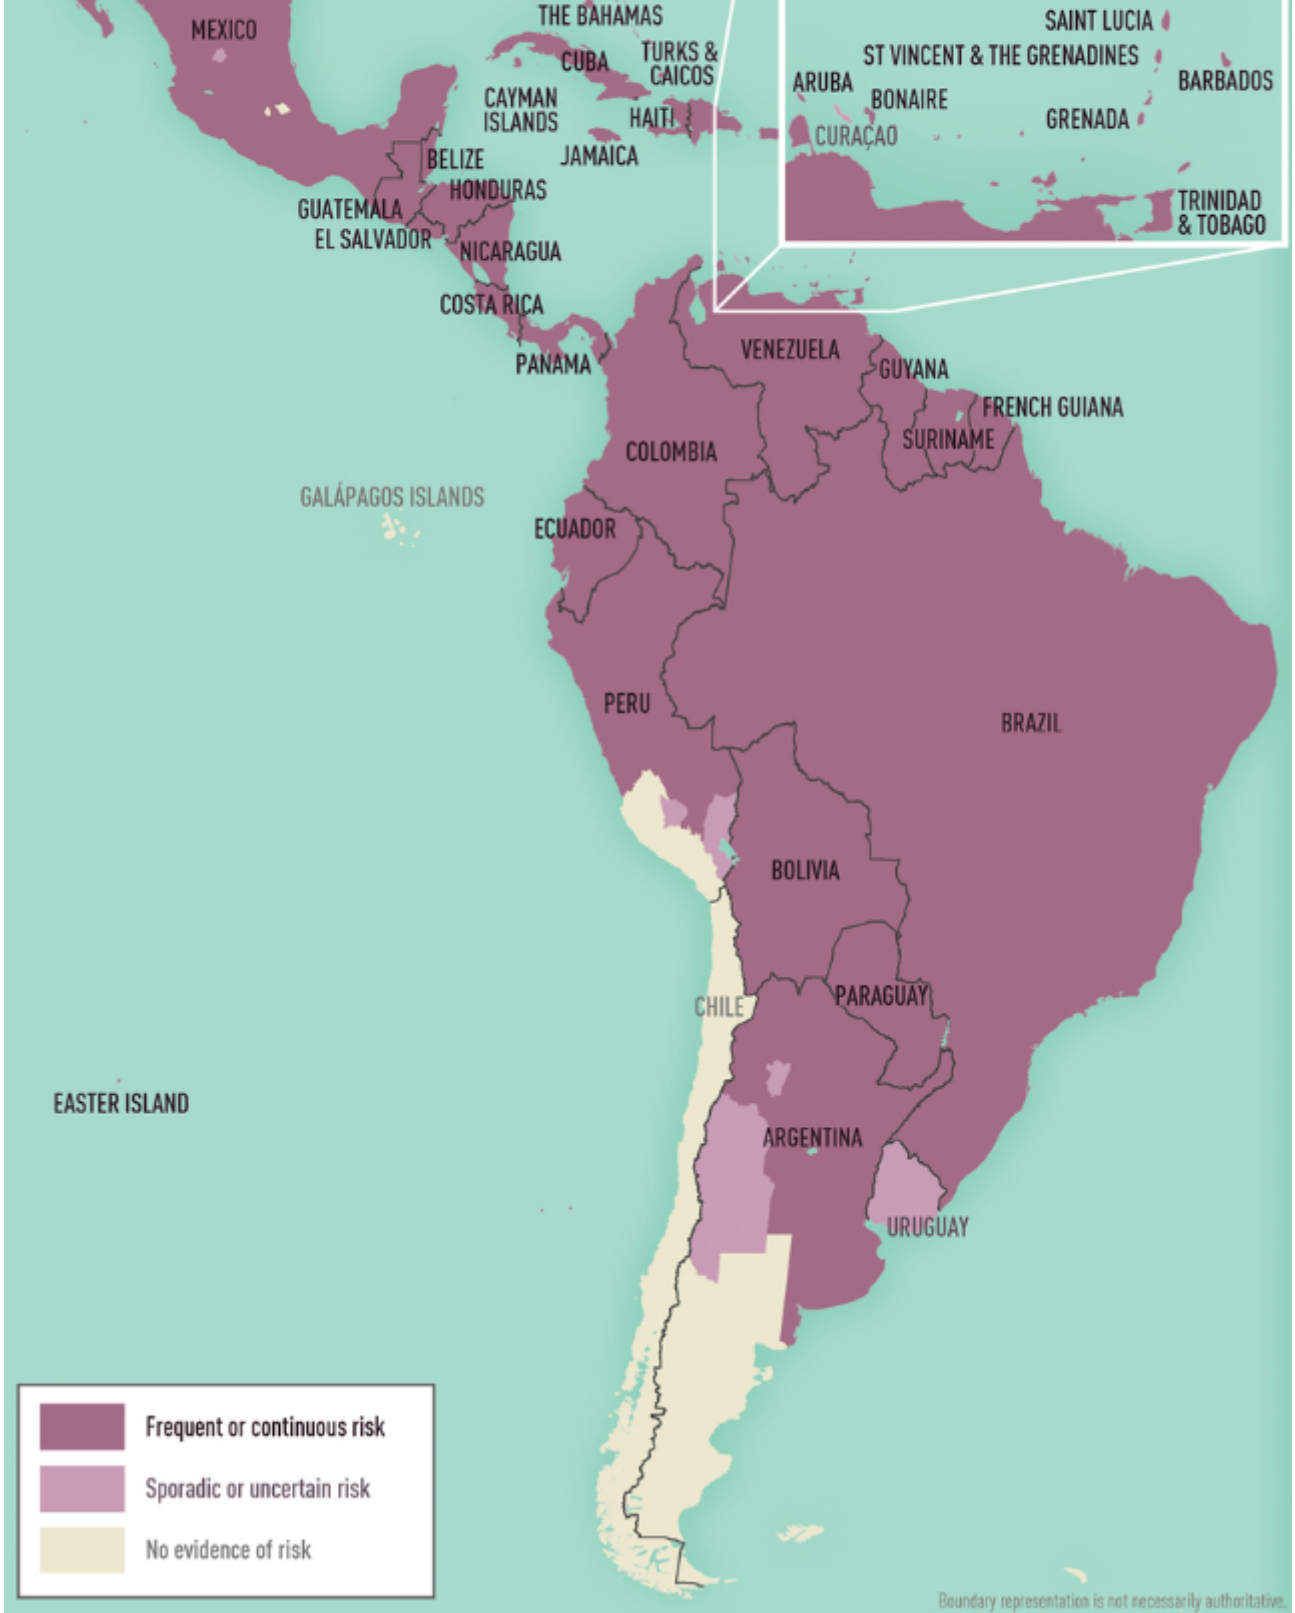 MEXICO
THE BAHAMAS
CUBA
TURKS &
CAICOS
CAYMAN
ISLANDS
HAITI
JAMAICA
BELIZE
HONDURAS
GUATEMALA
EL SALVADOR
NICARAGUA
COSTA RICA
PANAMA
SAINT LUCIA
ST VINCENT & THE GRENADINES
BARBADOS
ARUBA
BONAIRE
GRENADA
CURAÇAO
TRINIDAD
& TOBAGO
VENEZUELA
GUYANA
FRENCH GUIANA
SURINAME
COLOMBIA
GALÁPAGOS ISLANDS
ECUADOR
PERU
BRAZIL
BOLIVIA
CHILE
PARAGUAY
EASTER ISLAND
ARGENTINA
URUGUAY
Frequent or continuous risk
Sporadic or uncertain risk
No evidence of risk
Boundary representation is not necessarily authoritative.